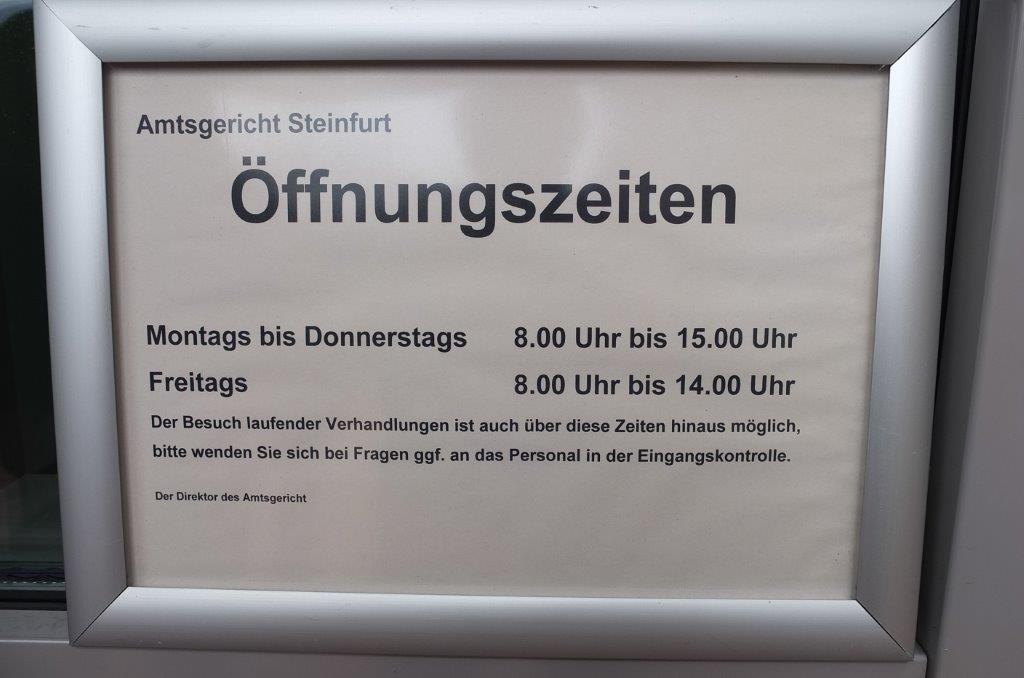 Amtsgericht Steinfurt
Öffnungszeiten
Montags bis Donnerstags 8.00 Uhr bis 15.00 Uhr
Freitags 8.00 Uhr bis 14.00 Uhr
Der Besuch laufender Verhandlungen ist auch über diese Zeiten hinaus möglich,
bitte wenden Sie sich bei Fragen ggf. an das Personal in der Eingangskontrolle.
Der Direktor des Amtsgericht